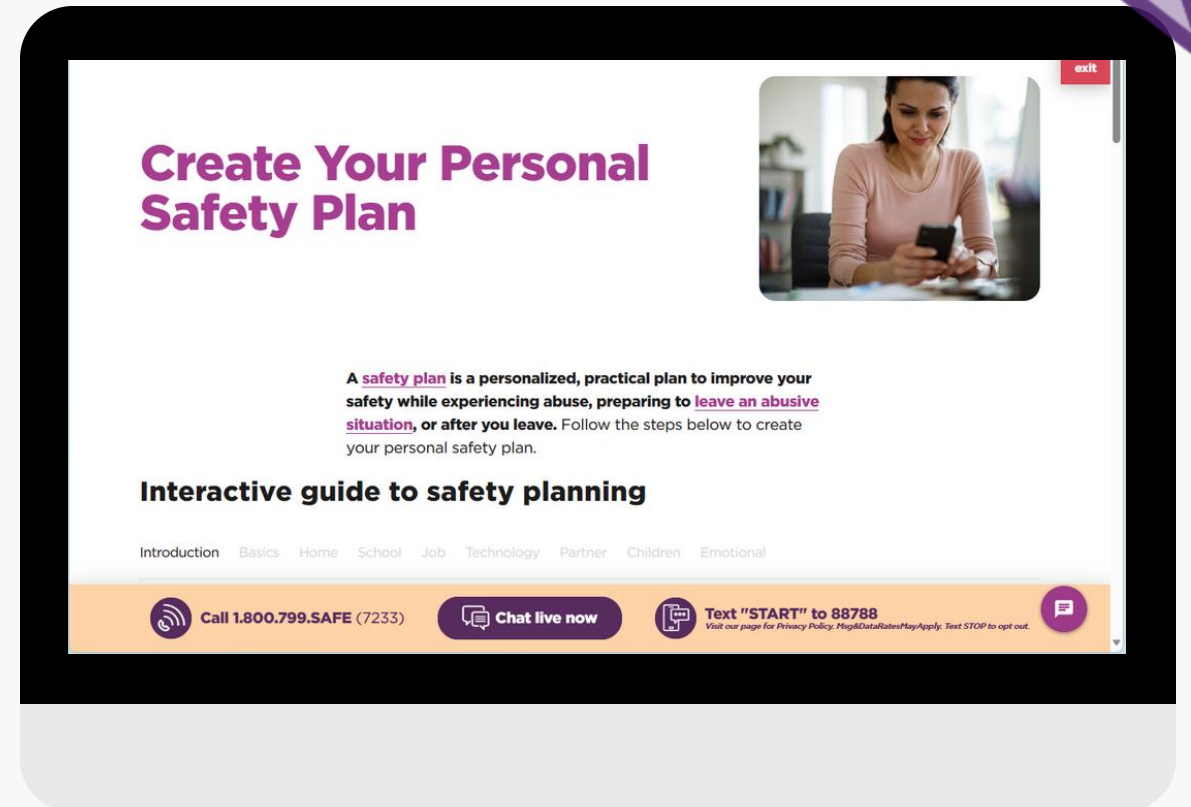 exit
Create Your Personal
Safety Plan
A safety plan is a personalized, practical plan to improve your
safety while experiencing abuse, preparing to leave an abusive
situation, or after you leave. Follow the steps below to create
your personal safety plan.
Interactive guide to safety planning
Introduction Basics Home School Job Technology Partner Children Emotional
Call 1.800.799.SAFE (7233)
Chat live now
Text "START" to 88788
Visit our page for Privacy Policy. Msg&DataRatesMayApply. Text STOP to opt out.